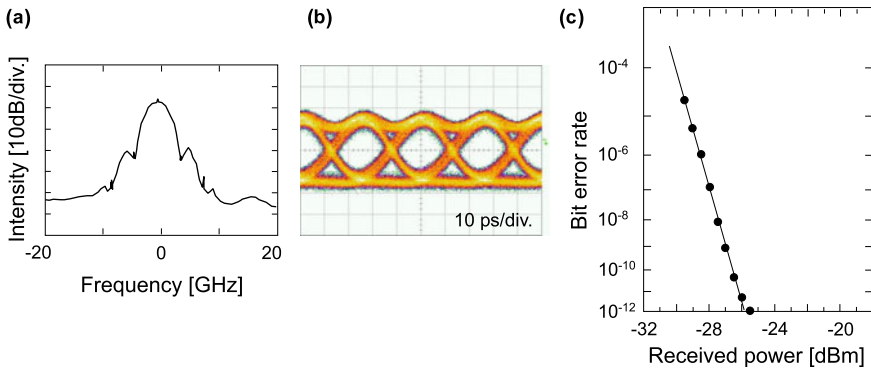 (a)
Intensity [10dB/div.]
-20
0
20
Frequency [GHz]
(b)
10 ps/div.
(c)
Bit error rate
10-4
10-6
10-8
10-10
10-12
-32
-28
-24
-20
Received power [dBm]